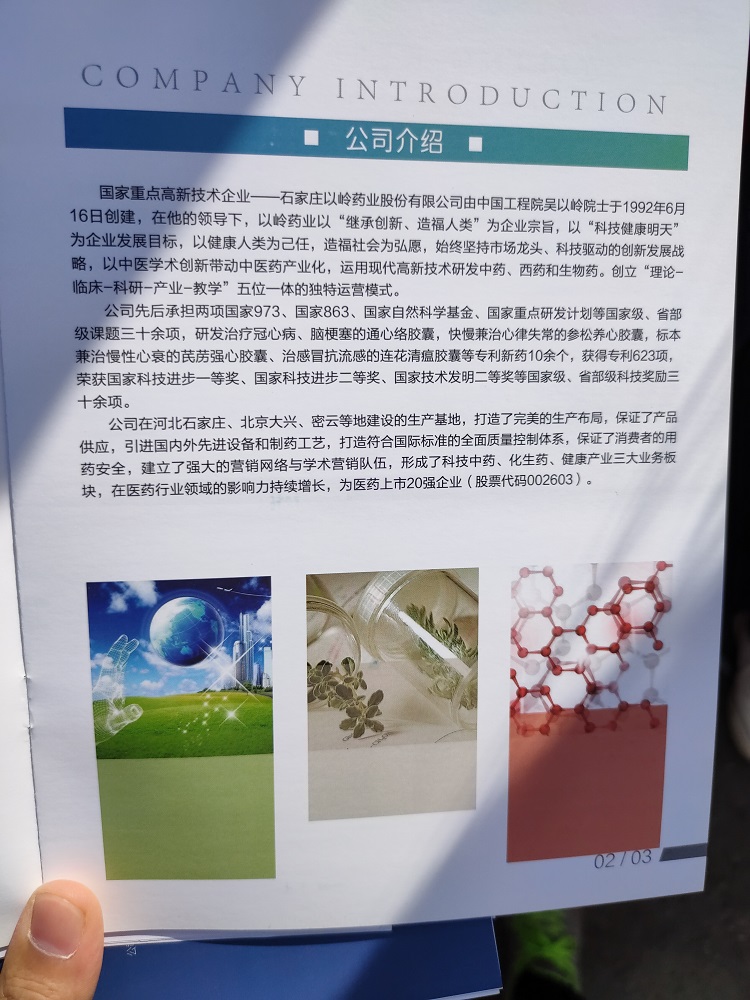 COMPANY INTRODUCTION
公司介绍
国家重点高新技术企业——石家庄以岭药业股份有限公司由中国工程院吴以岭院士于1992年6月
16日创建，在他的领导下，以岭药业以“继承创新、造福人类”为企业宗旨，以“科技健康明天”
为企业发展目标，以健康人类为己任，造福社会为弘愿，始终坚持市场龙头、科技驱动的创新发展战
略，以中医学术创新带动中医药产业化，运用现代高新技术研发中药、西药和生物药。创立“理论-
临床-科研-产业-教学”五位一体的独特运营模式。
公司先后承担两项国家973、国家863、国家自然科学基金、国家重点研发计划等国家级、省部
级课题三十余项，研发治疗冠心病、脑梗塞的通心络胶囊，快慢兼治心律失常的参松养心胶囊，标本
兼治慢性心衰的芪苈强心胶囊、治感冒抗流感的连花清瘟胶囊等专利新药10余个，获得专利623项，
荣获国家科技进步一等奖、国家科技进步二等奖、国家技术发明二等奖等国家级、省部级科技奖励三
十余项。
公司在河北石家庄、北京大兴、密云等地建设的生产基地，打造了完美的生产布局，保证了产品
供应，引进国内外先进设备和制药工艺，打造符合国际标准的全面质量控制体系，保证了消费者的用
药安全，建立了强大的营销网络与学术营销队伍，形成了科技中药、化生药、健康产业三大业务板
块，在医药行业领域的影响力持续增长，为医药上市20强企业（股票代码002603）。
02/03